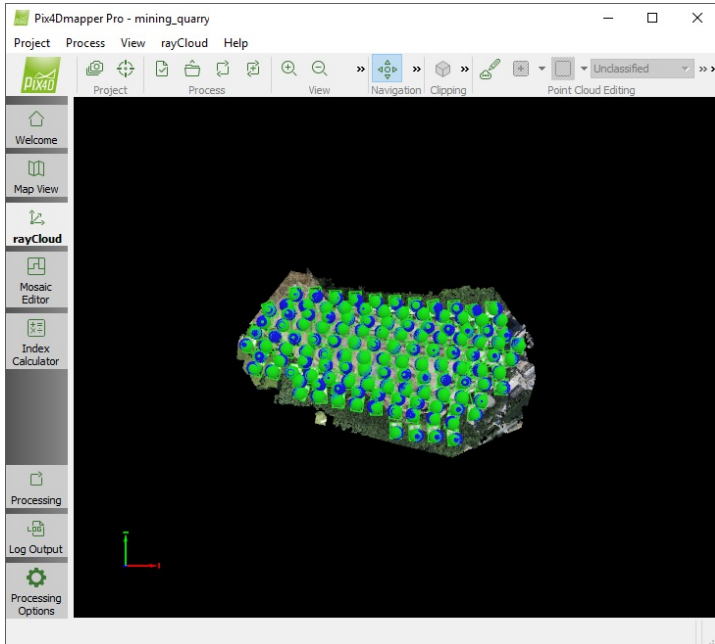 Pix4Dmapper Pro - mining_quarry
Project Process View rayCloud Help
PIX4D
Project Process View Navigation Clipping Point Cloud Editing
Unclassified
Welcome
Map View
rayCloud
Mosaic
Editor
Index
Calculator
Processing
LOG
Log Output
Processing
Options